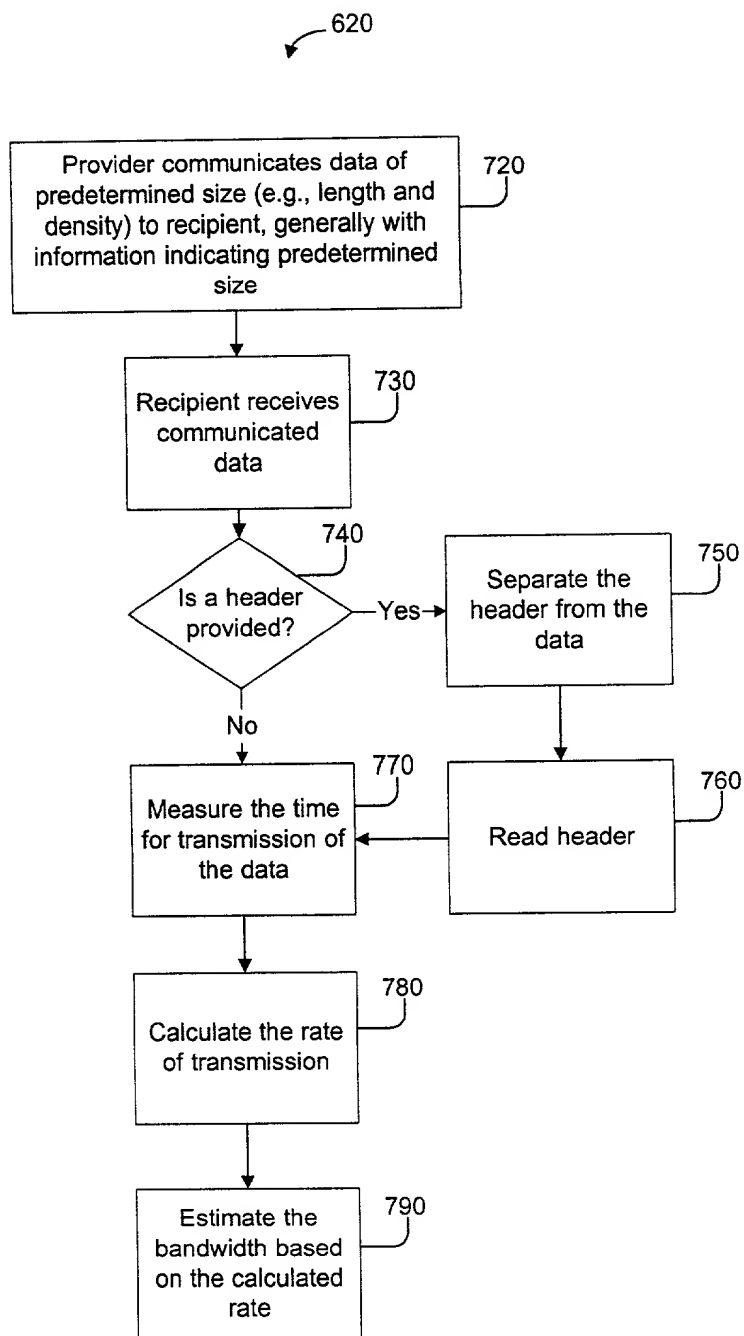 620
Provider communicates data of
predetermined size (e.g., length and
density) to recipient, generally with
information indicating predetermined
size
720
Recipient receives
communicated
data
730
740
Is a header
provided?
Yes
Separate the
header from the
data
750
No
Measure the time
for transmission of
the data
770
Read header
760
Calculate the rate
of transmission
780
Estimate the
bandwidth based
on the calculated
rate
790